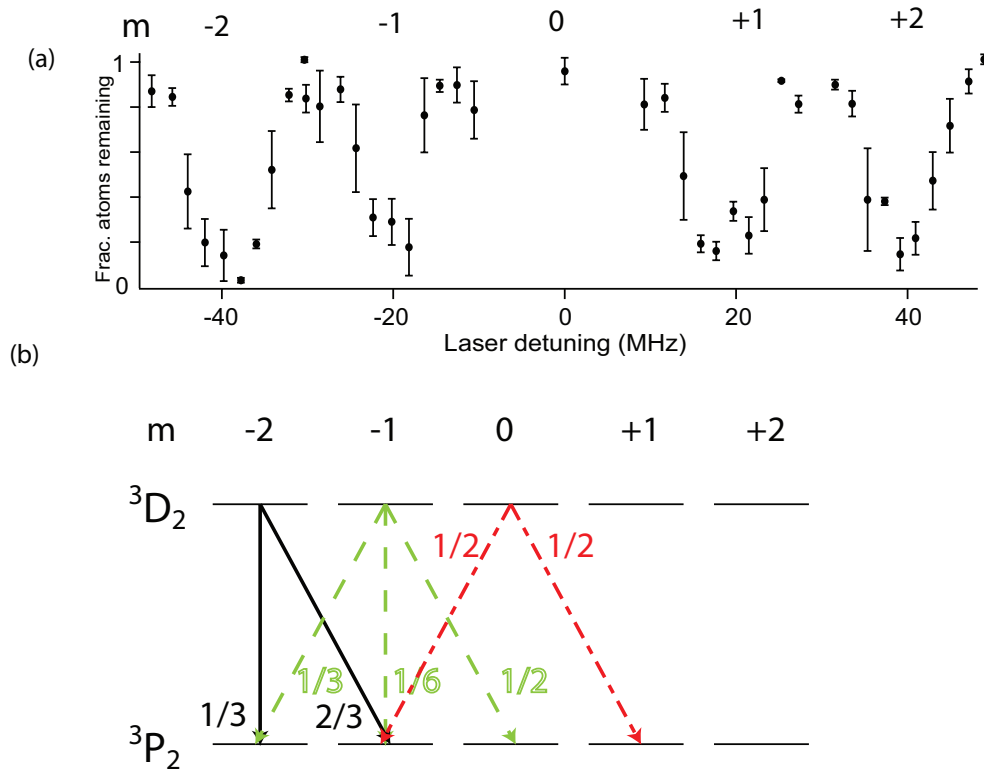 m -2 -1 0 +1 +2
(a)
Frac. atoms remaining
1
0
-40 -20 0 20 40
Laser detuning (MHz)
(b)
m -2 -1 0 +1 +2
³D₂
1/2 1/2
1/3 1/6 1/2
1/3 2/3
³P₂